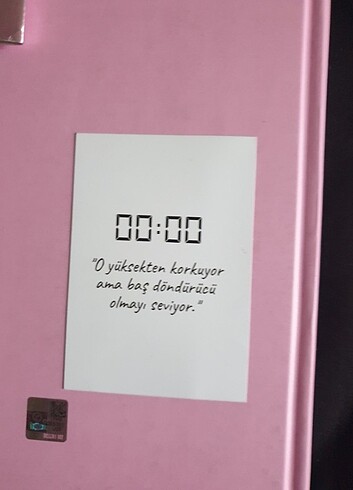 00:00
"O yüksekten korkuyor
ama baş döndürücü
olmayı seviyor."